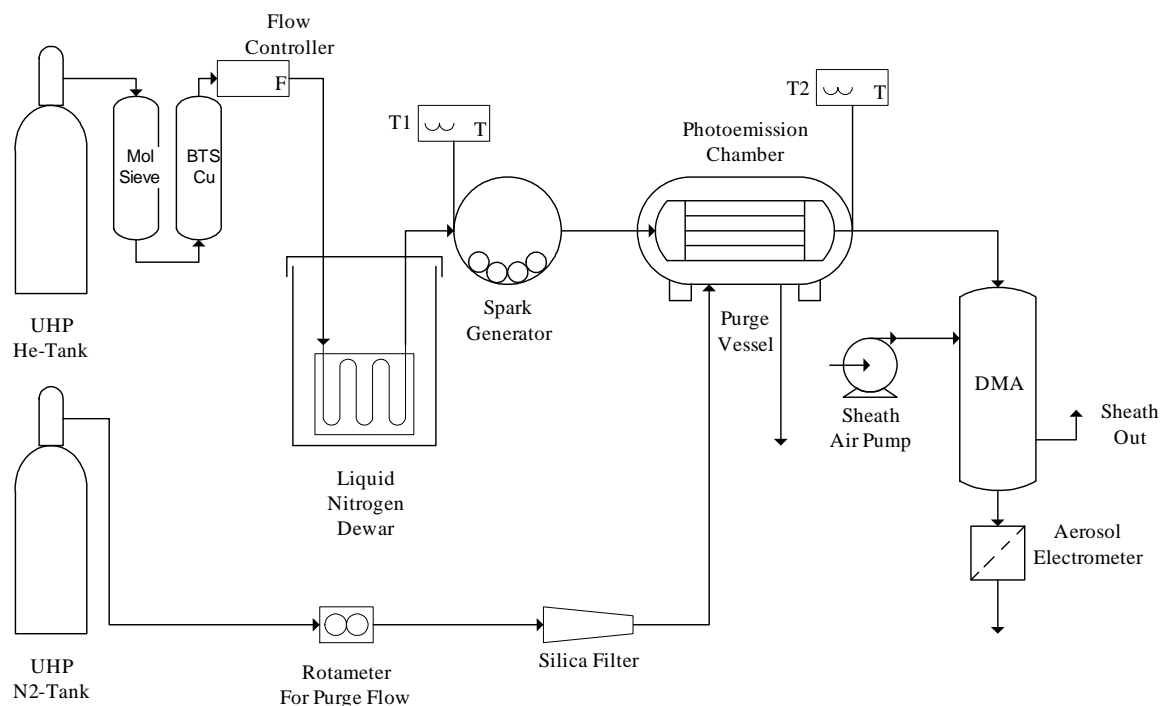 Flow
Controller
F
Mol
Sieve
BTS
Cu
UHP
He-Tank
T1
T
Spark
Generator
T2
T
Photoemission
Chamber
Purge
Vessel
Sheath
Air Pump
DMA
Sheath
Out
Aerosol
Electrometer
Liquid
Nitrogen
Dewar
UHP
N2-Tank
Rotameter
For Purge Flow
Silica Filter